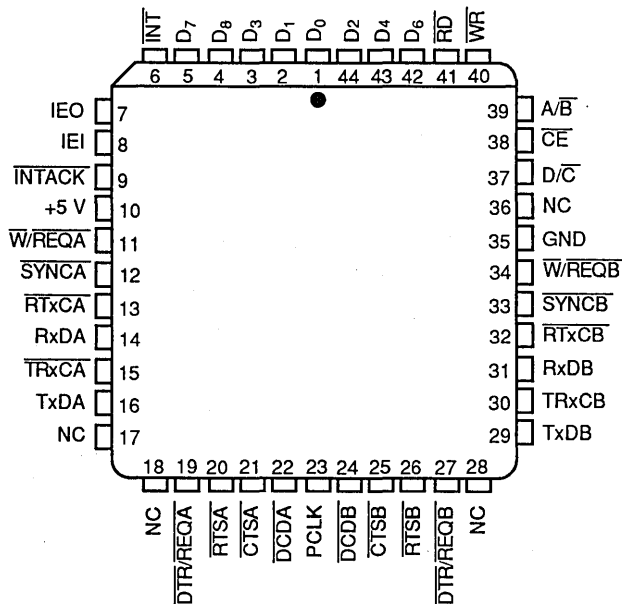 INT D7 D8 D3 D1 D0 D2 D4 D6 RD WR
6 5 4 3 2 1 44 43 42 41 40
IEO 7 39 A/B
IEI 8 38 CE
INTACK 9 37 D/C
+5 V 10 36 NC
W/REQA 11 35 GND
SYNCA 12 34 W/REQB
RTxCA 13 33 SYNCB
RxDA 14 32 RTxCB
TRxCA 15 31 RxDB
TxDA 16 30 TRxCB
NC 17 29 TxDB
18 19 20 21 22 23 24 25 26 27 28
NC DTR/REQA RTSA CTSA DCDA PCLK DCDB CTSB RTSB DTR/REQB NC